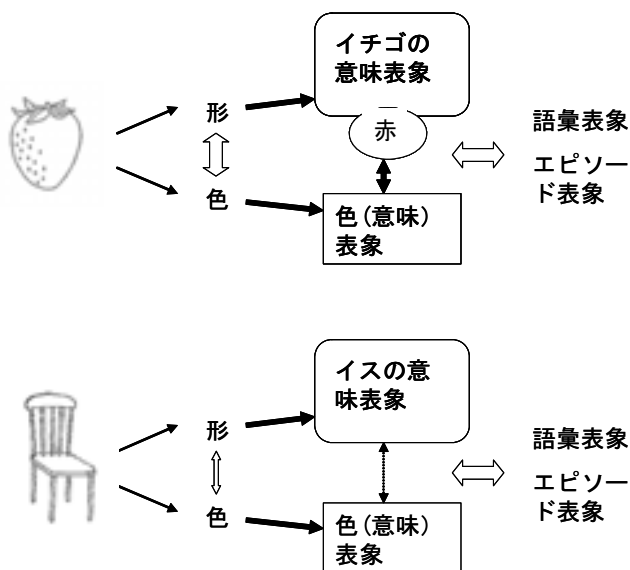 イチゴの
意味表象
形
赤
語彙表象
エピソー
ド表象
色
色(意味)
表象
イスの意
味表象
形
語彙表象
エピソー
ド表象
色
色(意味)
表象